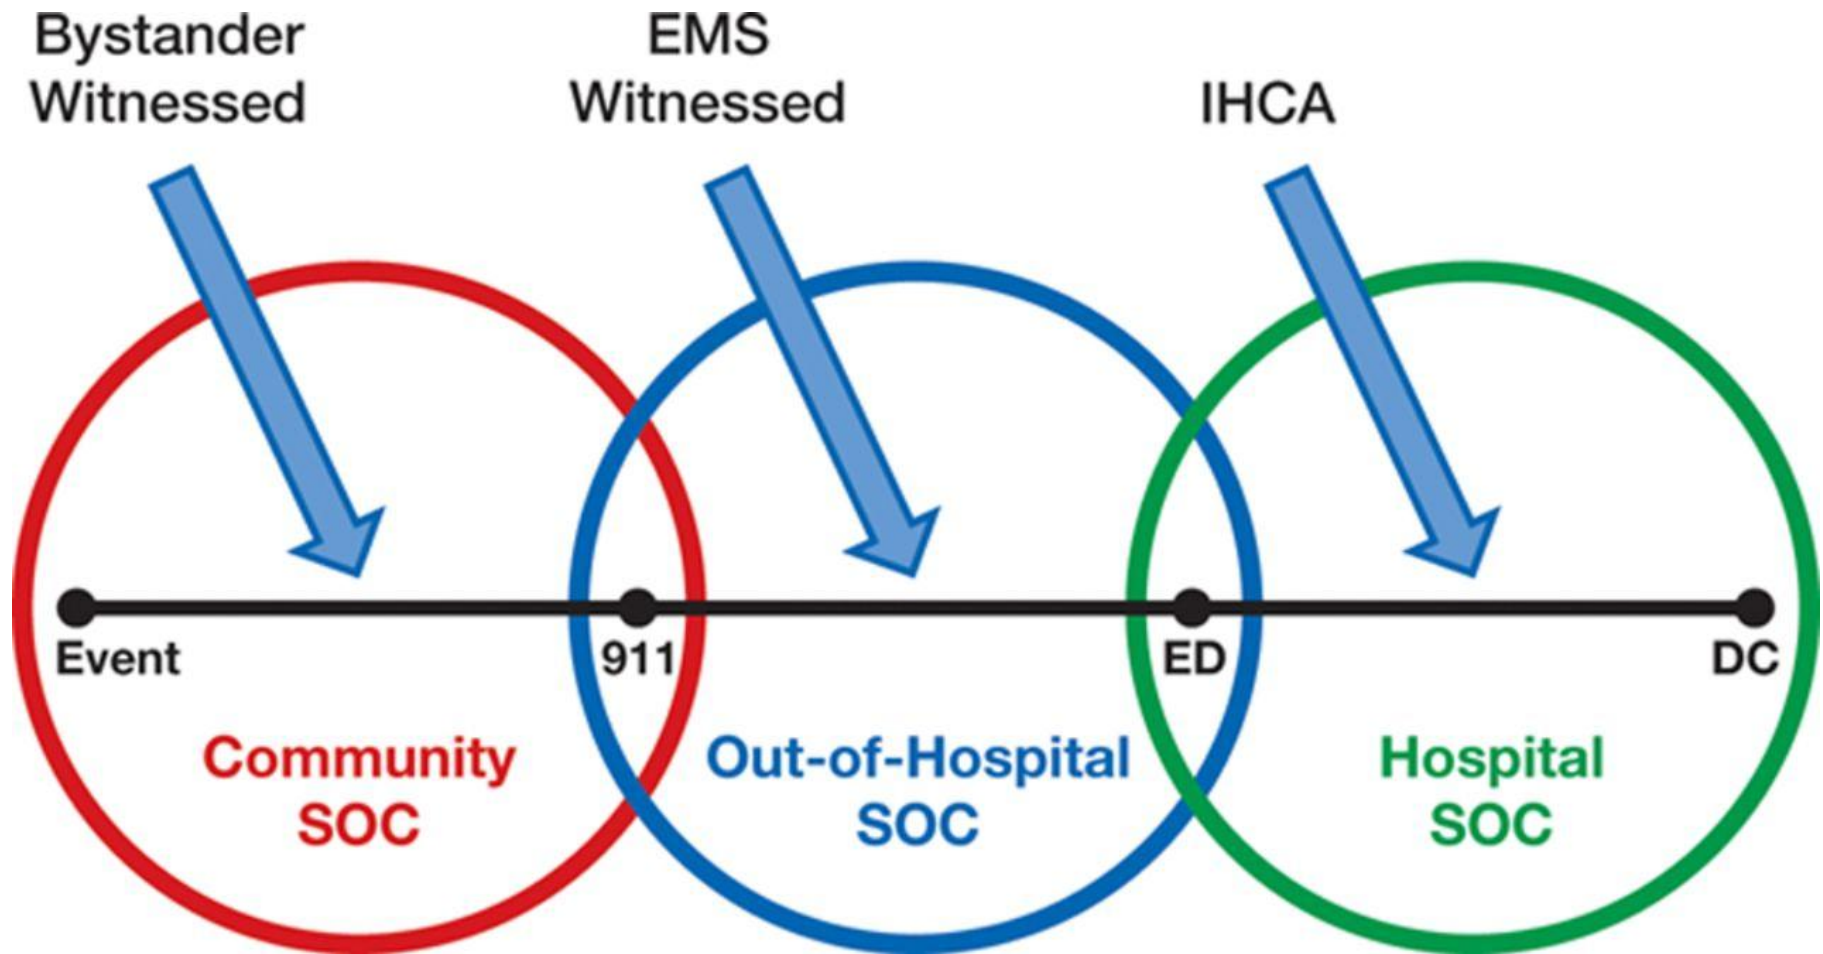 Bystander
Witnessed
EMS
Witnessed
IHCA
Event
911
ED
DC
Community
SOC
Out-of-Hospital
SOC
Hospital
SOC